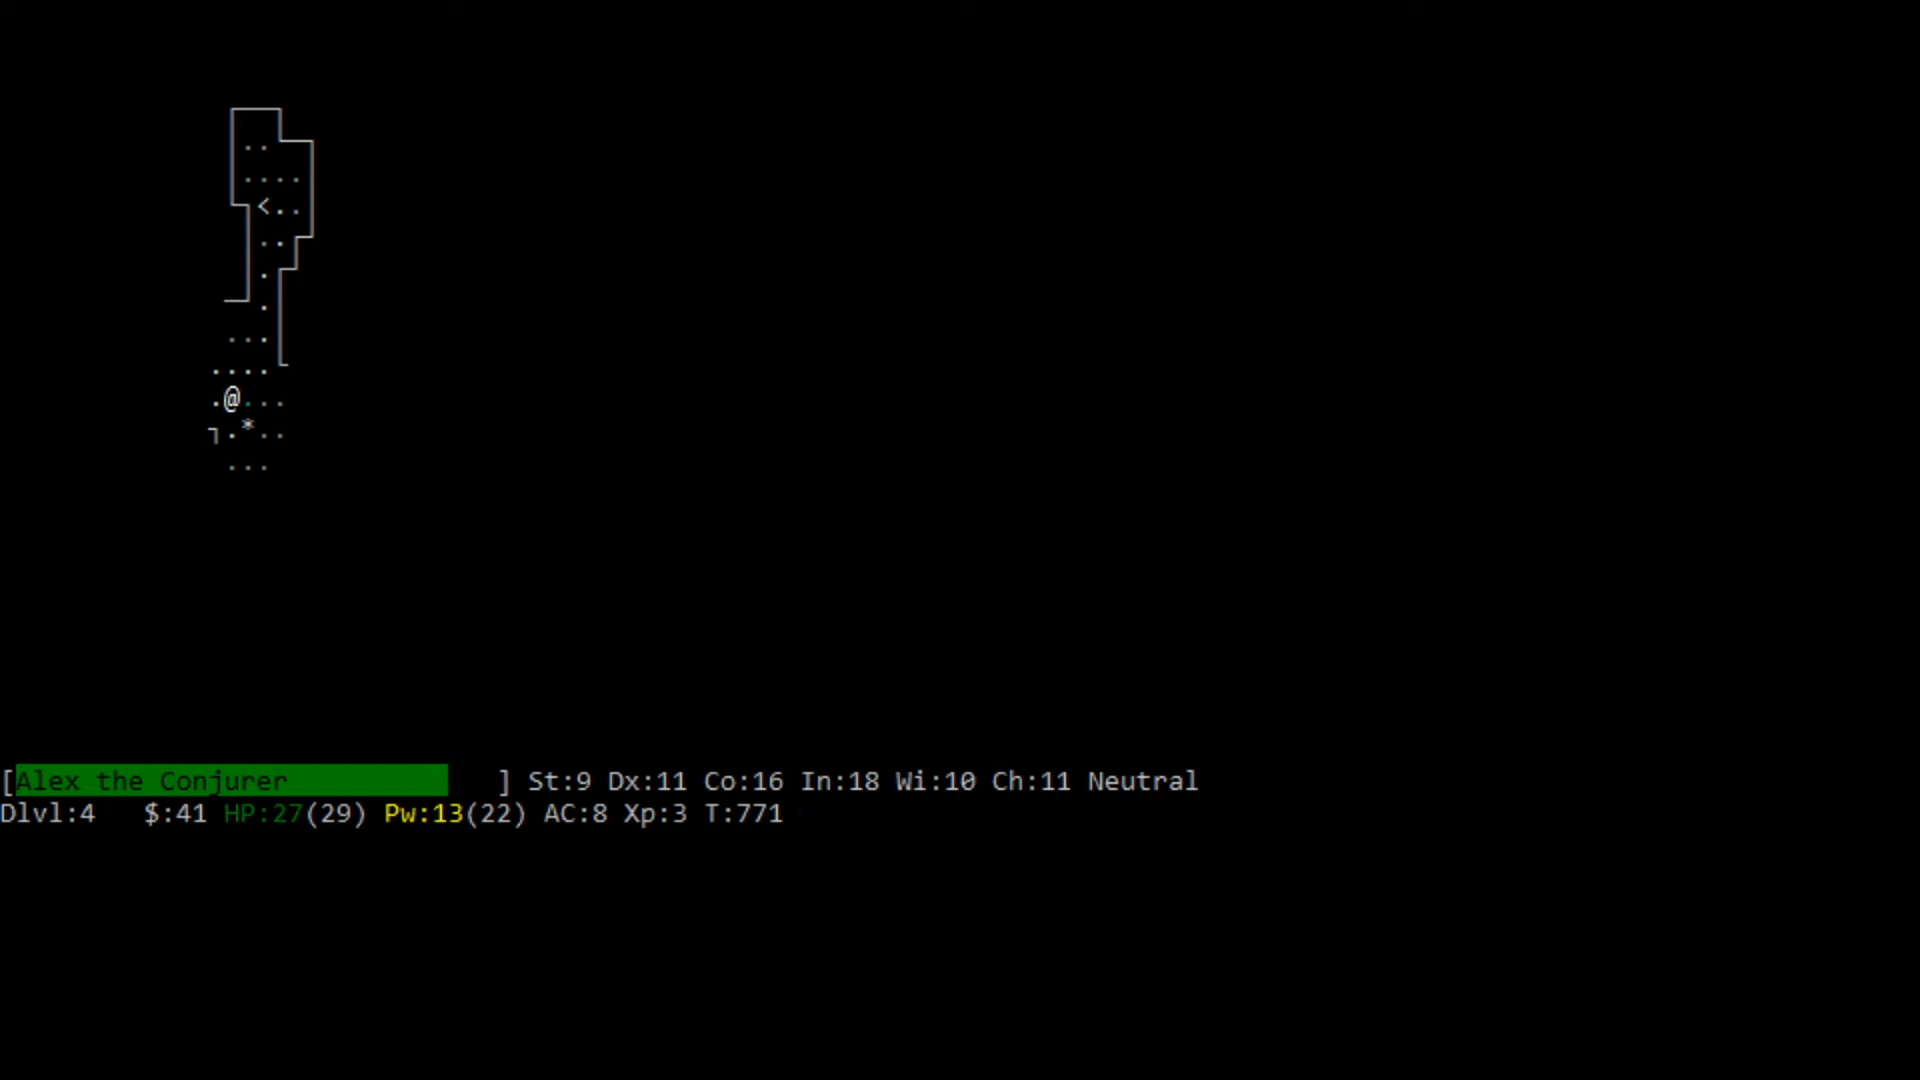 . .
. . . .
< . .
. .
.
.
. . .
. . . .
. @ . . .
. * . .
. . .
[Alex the Conjurer ] St:9 Dx:11 Co:16 In:18 Wi:10 Ch:11 Neutral
Dlvl:4 $:41 HP:27(29) Pw:13(22) AC:8 Xp:3 T:771